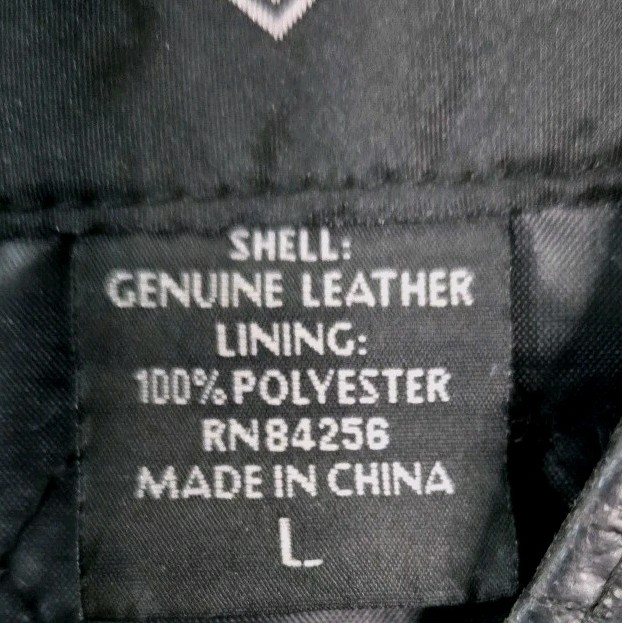 SHELL:
GENUINE LEATHER
LINING:
100% POLYESTER
RN84256
MADE IN CHINA
L